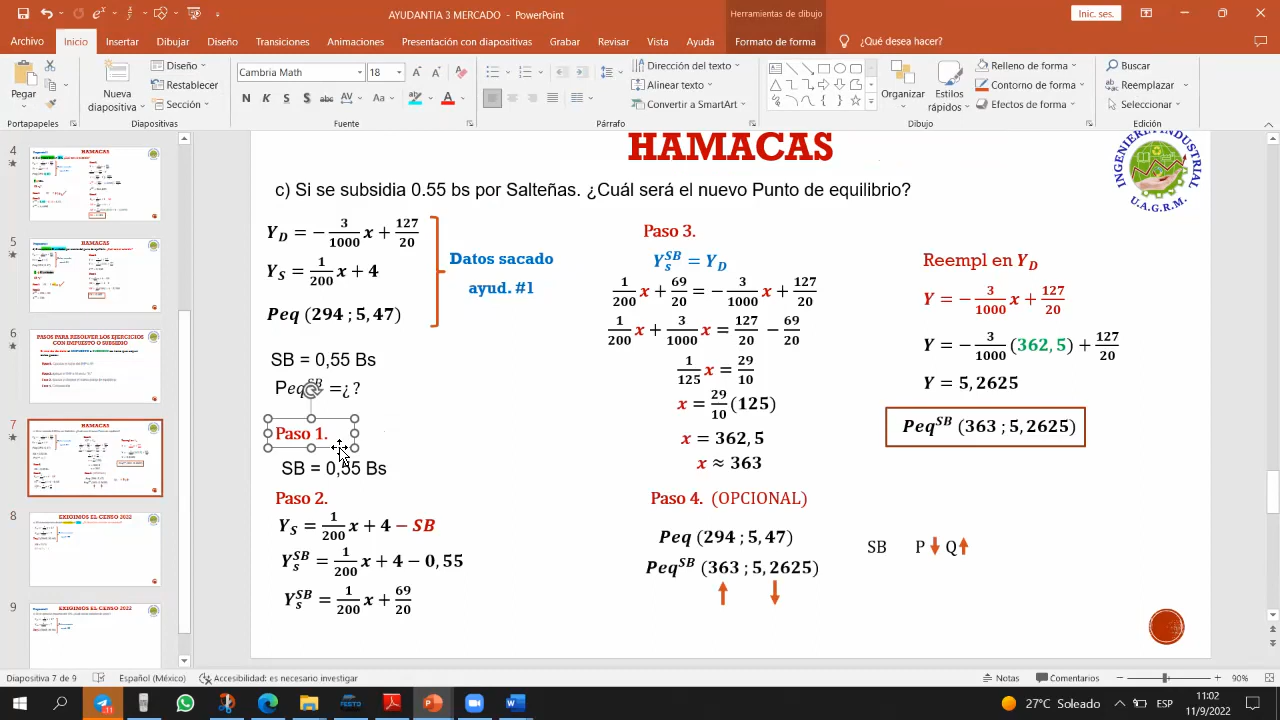 AYUDANTIA 3 MERCADO - PowerPoint
Herramientas de dibujo
Inic. ses.
Archivo Inicio Insertar Dibujar Diseño Transiciones Animaciones Presentación con diapositivas Grabar Revisar Vista Ayuda Formato de forma ¿Qué desea hacer?
Pegar
Nueva diapositiva
Diseño
Restablecer
Sección
Cambria Math 18
N K S S abc AV Aa A
Dirección del texto
Alinear texto
Convertir a SmartArt
Organizar
Estilos rápidos
Relleno de forma
Contorno de forma
Efectos de forma
Buscar
Reemplazar
Seleccionar
Portapapeles Diapositivas Fuente Párrafo Dibujo Edición
4
6
7
8
9
HAMACAS
HAMACAS
PASOS PARA RESOLVER LOS EJERCICIOS CON IMPUESTO O SUBSIDIO
HAMACAS
EXIGIMOS EL CENSO 2022
EXIGIMOS EL CENSO 2022
HAMACAS
INGENIERIA INDUSTRIAL
U.A.G.R.M.
c) Si se subsidia 0.55 bs por Salteñas. ¿Cuál será el nuevo Punto de equilibrio?
Y_D = − 3/1000 x + 127/20
Y_S = 1/200 x + 4
Peq (294 ; 5,47)
Datos sacado
ayud. #1
SB = 0,55 Bs
Peq^SB =¿ ?
Paso 1.
SB = 0,55 Bs
Paso 2.
Y_S = 1/200 x + 4 − SB
Y_s^SB = 1/200 x + 4 − 0,55
Y_s^SB = 1/200 x + 69/20
Paso 3.
Y_s^SB = Y_D
1/200 x + 69/20 = − 3/1000 x + 127/20
1/200 x + 3/1000 x = 127/20 − 69/20
1/125 x = 29/10
x = 29/10 (125)
x = 362,5
x ≈ 363
Paso 4. (OPCIONAL)
Peq (294 ; 5,47)
Peq^SB (363 ; 5,2625)
↑ ↓
Reempl en Y_D
Y = − 3/1000 x + 127/20
Y = − 3/1000 (362,5) + 127/20
Y = 5,2625
Peq^SB (363 ; 5,2625)
SB P ↓ Q ↑
Diapositiva 7 de 9 Español (México) Accesibilidad: es necesario investigar Notas Comentarios 90%
11 FESTO 27°C Soleado ESP 11:02
11/9/2022